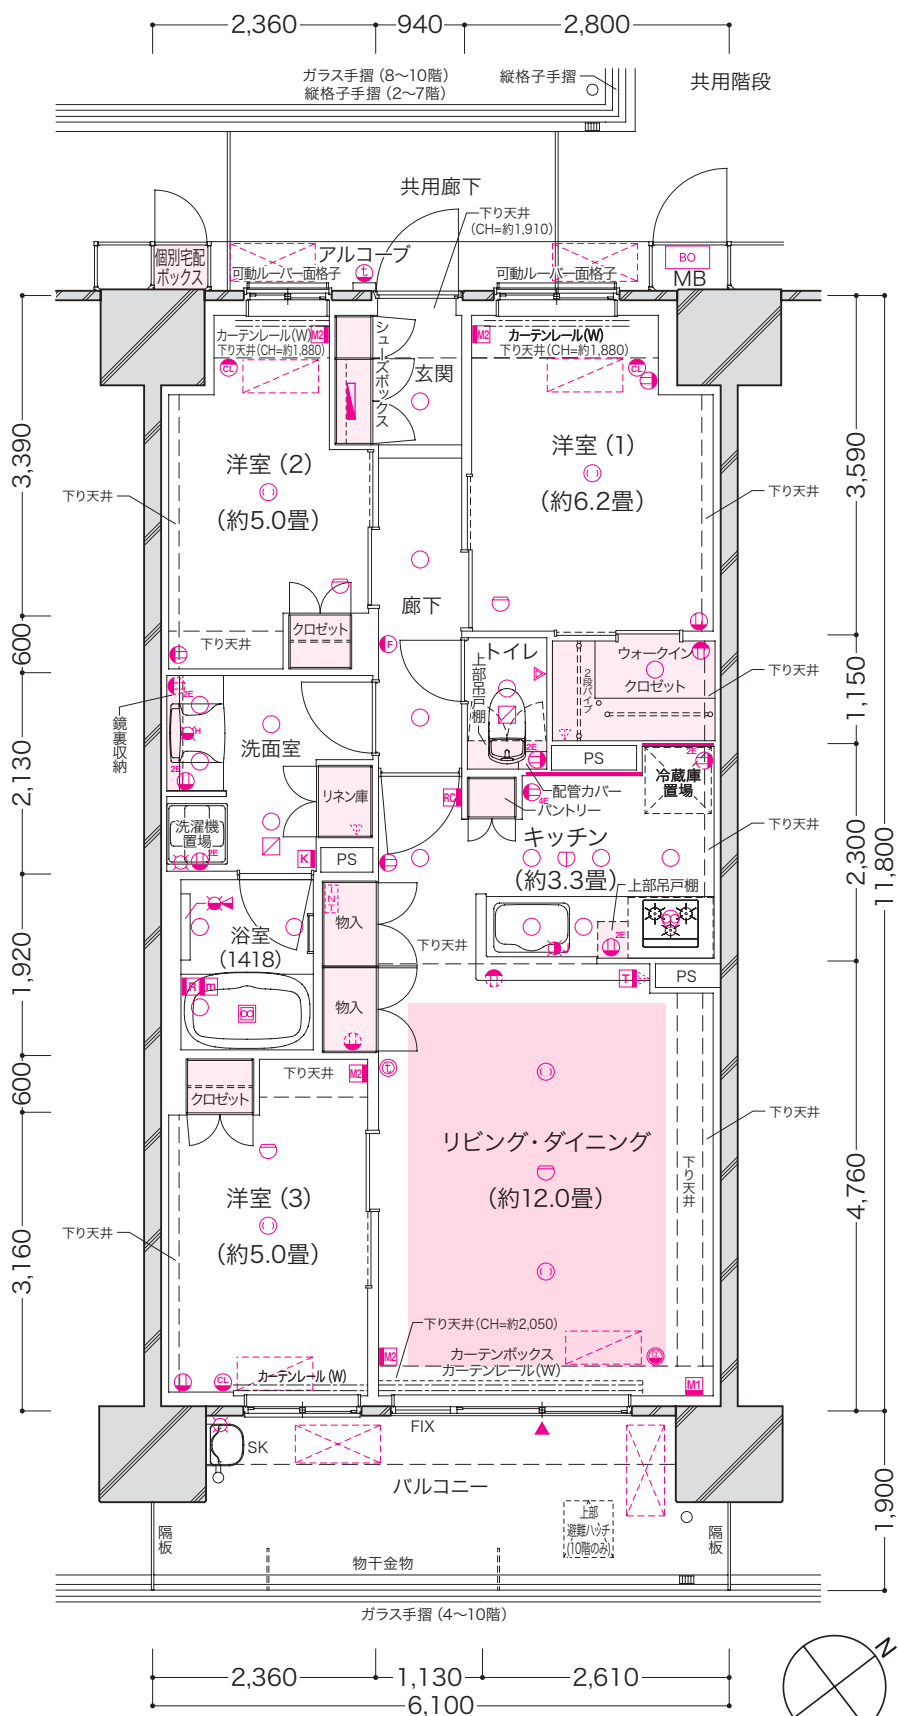 2,360
940
2,800
ガラス手摺 (8〜10階)
縦格子手摺 (2〜7階)
縦格子手摺
共用階段
共用廊下
下り天井
(CH=約1,910)
個別宅配
ボックス
アルコーブ
t
可動ルーバー面格子
可動ルーバー面格子
BO
MB
カーテンレール(W)
下り天井(CH=約1,880)
M2
シューズボックス
玄関
M2
カーテンレール(W)
下り天井(CH=約1,880)
CL
CL
3,390
3,590
洋室 (2)
(約5.0畳)
洋室 (1)
(約6.2畳)
下り天井
下り天井
廊下
600
クロゼット
下り天井
F
トイレ
上部吊戸棚
ウォークイン
クロゼット
2段パイプ
下り天井
1,150
鏡裏収納
2E
H
2E
洗面室
2E
PS
2E
冷蔵庫
置場
2,130
リネン庫
RC
4E
配管カバー
パントリー
洗濯機
置場
2E
K
PS
キッチン
(約3.3畳)
下り天井
2,300
11,800
上部吊戸棚
浴室
(1418)
物入
下り天井
2E
1,920
R
m
物入
T
PS
600
クロゼット
下り天井
M2
t
下り天井
リビング・ダイニング
(約12.0畳)
下り天井
4,760
洋室 (3)
(約5.0畳)
下り天井
3,160
下り天井(CH=約2,050)
M2
カーテンボックス
カーテンレール(W)
CL
カーテンレール (W)
M1
FIX
SK
バルコニー
1,900
上部
避難ハッチ
(10階のみ)
隔板
隔板
物干金物
ガラス手摺 (4〜10階)
N
2,360
1,130
2,610
6,100